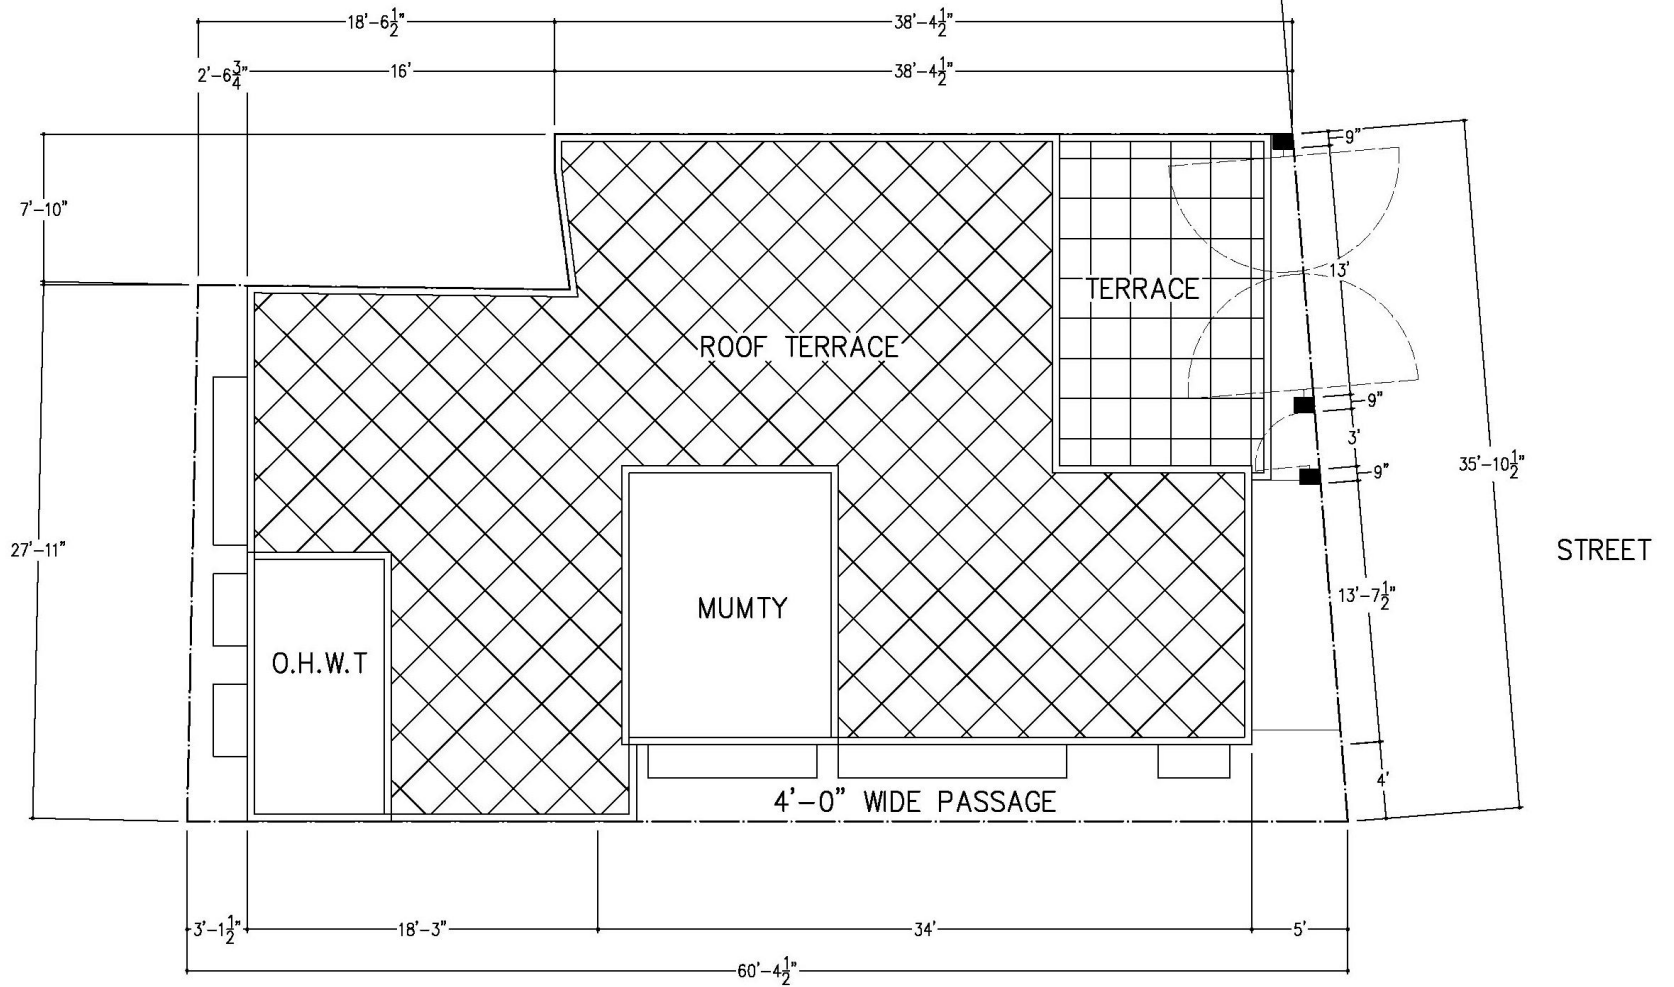 18'-6½" 38'-4½"
2'-6¾" 16' 38'-4½"
9"
7'-10"
13'
TERRACE
ROOF TERRACE
9"
3'
35'-10½"
9"
27'-11" STREET
13'-7½"
MUMTY
O.H.W.T
4'
4'-0" WIDE PASSAGE
3'-1½" 18'-3" 34' 5'
60'-4½"